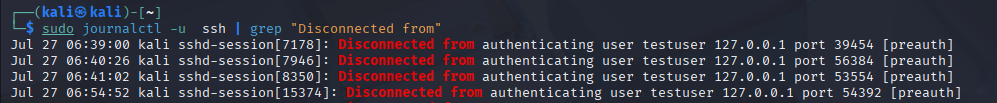 ┌──(kali㉿kali)-[~]
└─$ sudo journalctl -u  ssh | grep "Disconnected from"
Jul 27 06:39:00 kali sshd-session[7178]: Disconnected from authenticating user testuser 127.0.0.1 port 39454 [preauth]
Jul 27 06:40:26 kali sshd-session[7946]: Disconnected from authenticating user testuser 127.0.0.1 port 56384 [preauth]
Jul 27 06:41:02 kali sshd-session[8350]: Disconnected from authenticating user testuser 127.0.0.1 port 53554 [preauth]
Jul 27 06:54:52 kali sshd-session[15374]: Disconnected from authenticating user testuser 127.0.0.1 port 54392 [preauth]